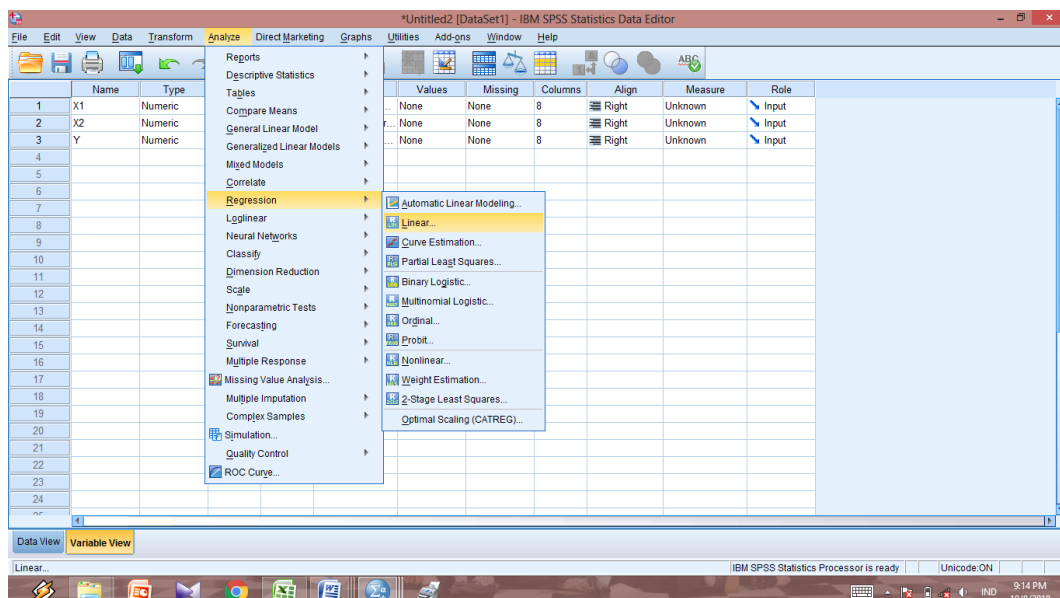 *Untitled2 [DataSet1] - IBM SPSS Statistics Data Editor
File Edit View Data Transform Analyze Direct Marketing Graphs Utilities Add-ons Window Help
Name Type Values Missing Columns Align Measure Role
1 X1 Numeric .. None None 8 Right Unknown Input
2 X2 Numeric r... None None 8 Right Unknown Input
3 Y Numeric ... None None 8 Right Unknown Input
4
5
6
7
8
9
10
11
12
13
14
15
16
17
18
19
20
21
22
23
24
Reports
Descriptive Statistics
Tables
Compare Means
General Linear Model
Generalized Linear Models
Mixed Models
Correlate
Regression
Loglinear
Neural Networks
Classify
Dimension Reduction
Scale
Nonparametric Tests
Forecasting
Survival
Multiple Response
Missing Value Analysis...
Multiple Imputation
Complex Samples
Simulation...
Quality Control
ROC Curve...
Automatic Linear Modeling...
Linear...
Curve Estimation...
Partial Least Squares...
Binary Logistic...
Multinomial Logistic...
Ordinal...
Probit...
Nonlinear...
Weight Estimation...
2-Stage Least Squares...
Optimal Scaling (CATREG)...
Data View Variable View
Linear... IBM SPSS Statistics Processor is ready Unicode:ON
IND 9:14 PM